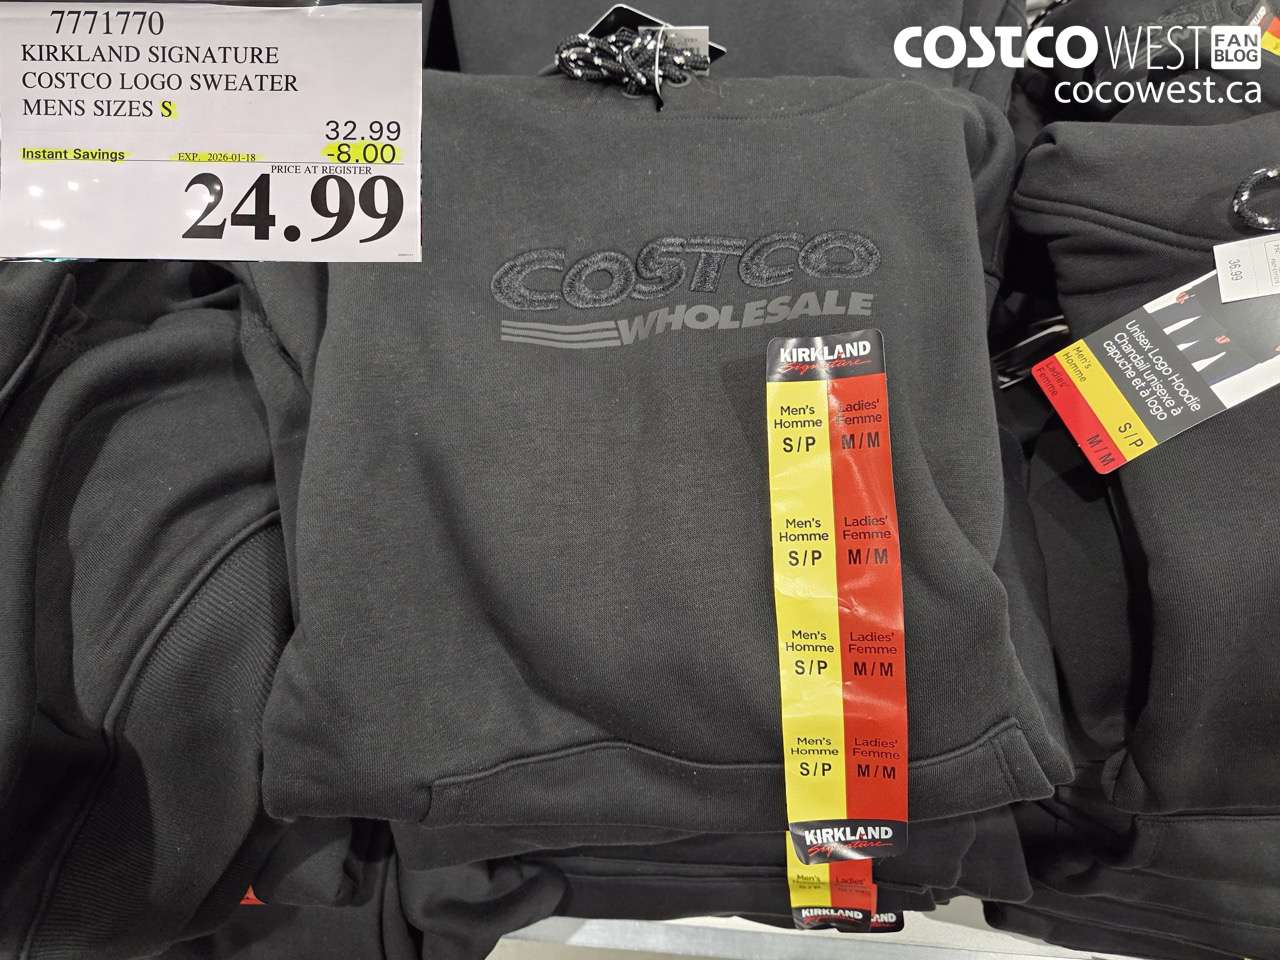 7771770
KIRKLAND SIGNATURE
COSTCO LOGO SWEATER
MENS SIZES S
32.99
Instant Savings EXP. 2026-01-18 -8.00
PRICE AT REGISTER
24.99
COSTCO WEST FAN BLOG
cocowest.ca
COSTCO
WHOLESALE
KIRKLAND
Signature
Men's Ladies'
Homme Femme
S/P M/M
Men's Ladies'
Homme Femme
S/P M/M
Men's Ladies'
Homme Femme
S/P M/M
Men's Ladies'
Homme Femme
S/P M/M
KIRKLAND
Signature
Men's Ladies'
KIRKLAND
36.99
Unisex Logo Hoodie
Chandail unisexe à
capuche et à logo
Men's
Homme
S/P
Ladies'
Femme
M/M